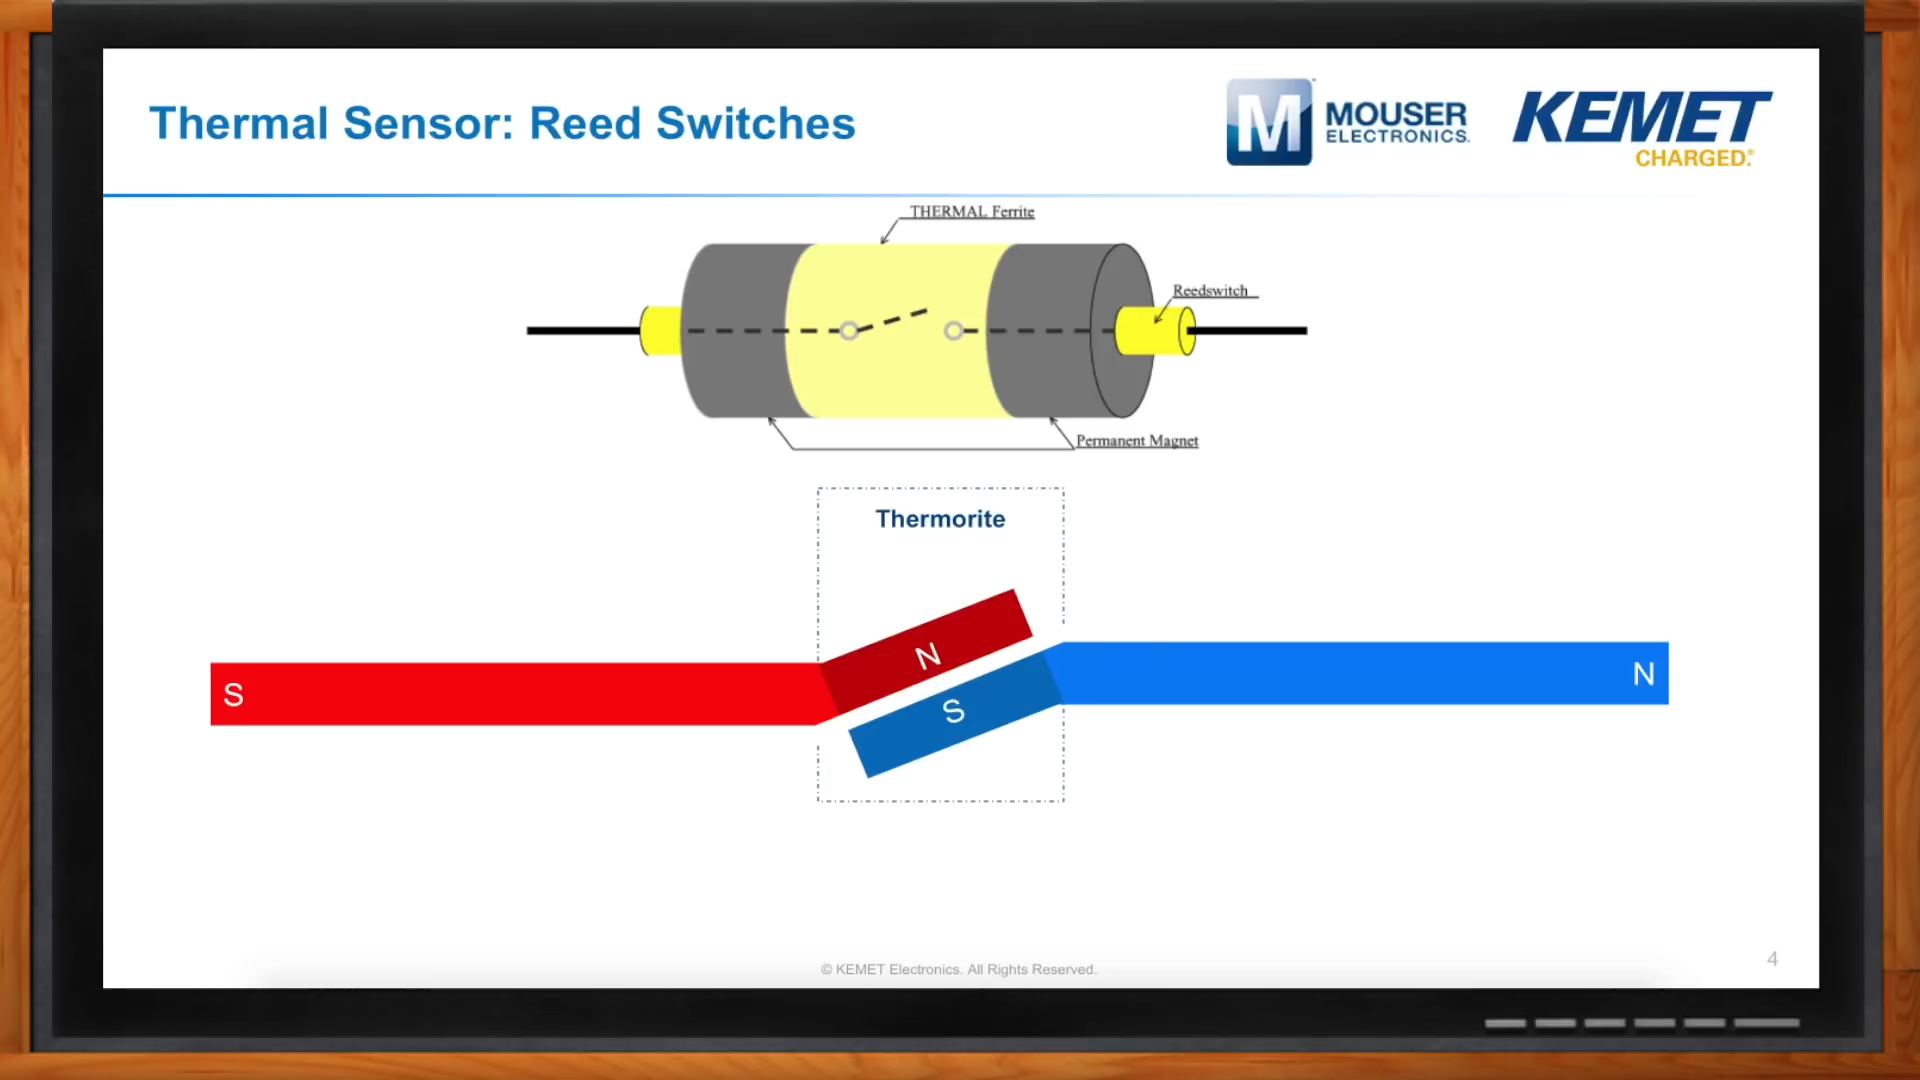 Thermal Sensor: Reed Switches
M MOUSER
ELECTRONICS.
KEMET
CHARGED.®
THERMAL Ferrite
Reedswitch
Permanent Magnet
Thermorite
N
S
S
N
© KEMET Electronics. All Rights Reserved.
4